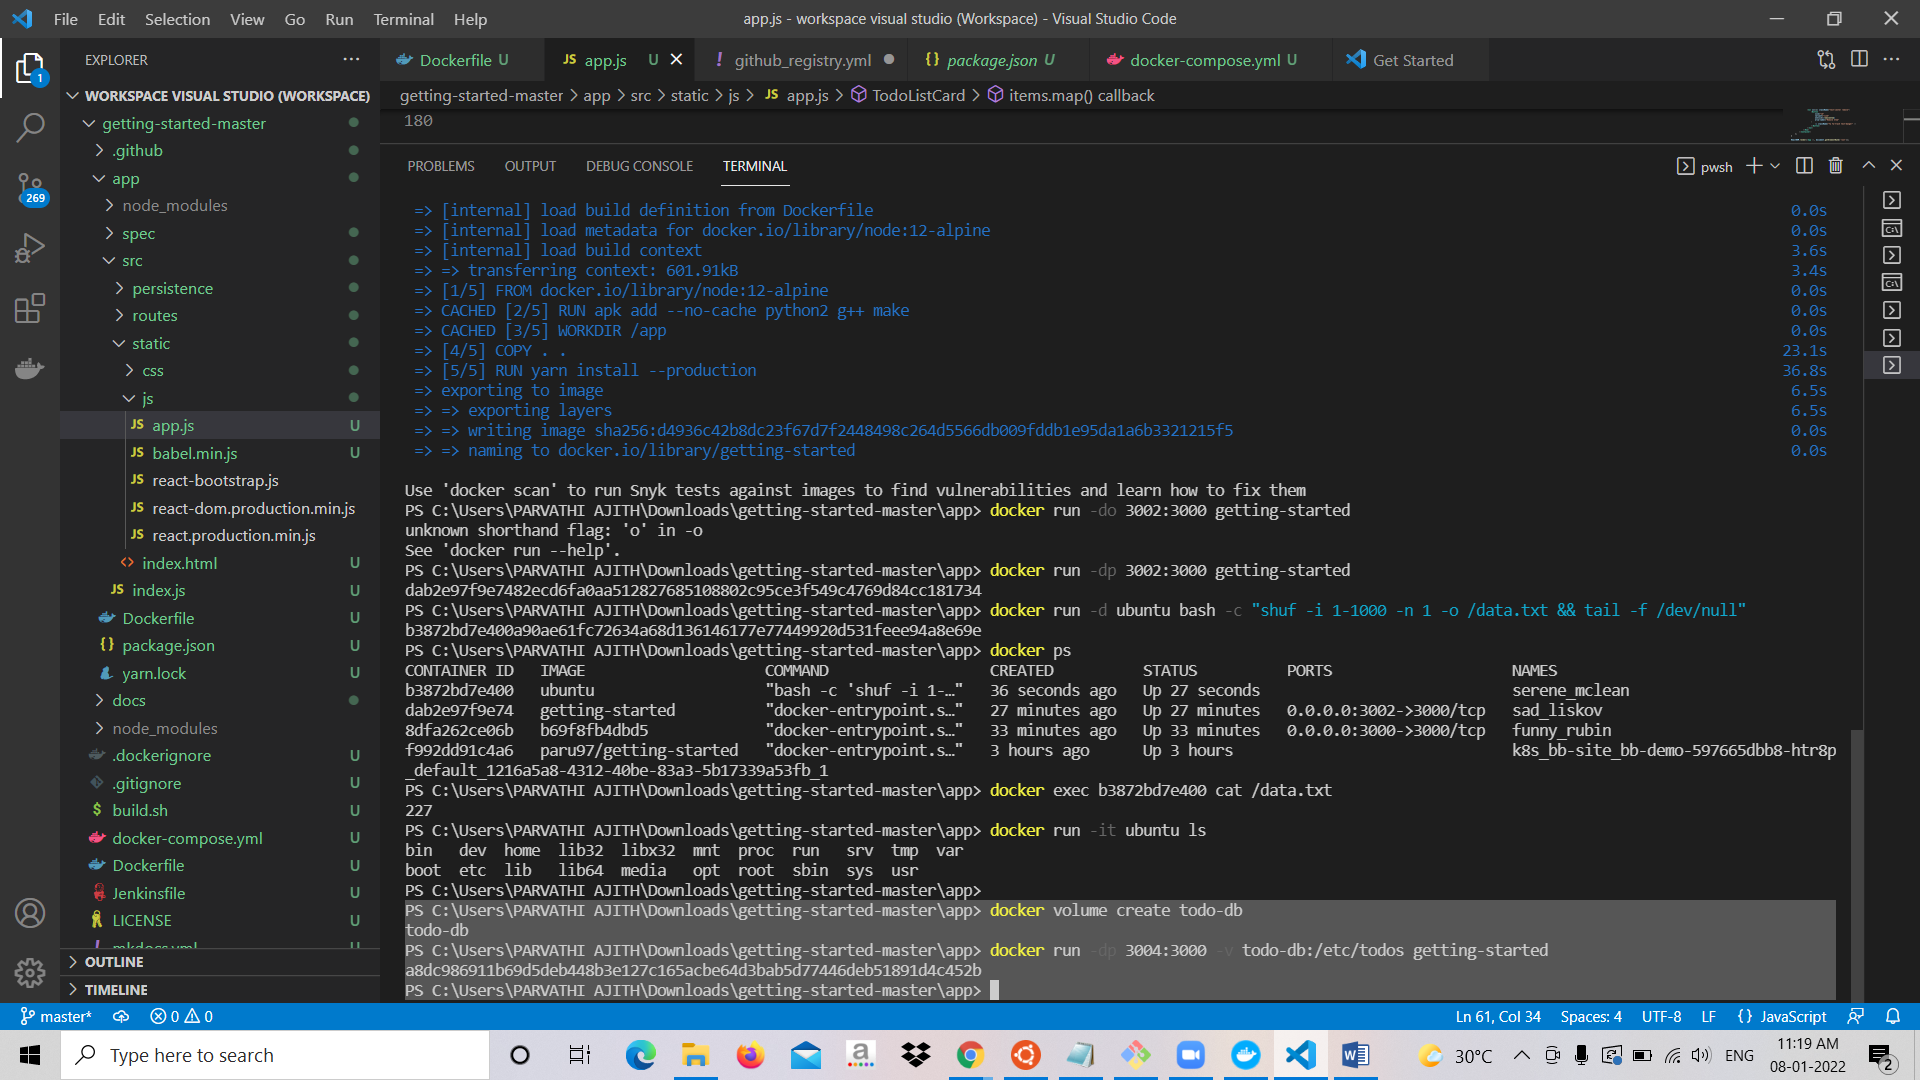 File Edit Selection View Go Run Terminal Help
app.js - workspace visual studio (Workspace) - Visual Studio Code
EXPLORER
Dockerfile U
JS app.js U
! github_registry.yml
{} package.json U
docker-compose.yml U
Get Started
getting-started-master > app > src > static > js > JS app.js > TodoListCard > items.map() callback
180
1
269
WORKSPACE VISUAL STUDIO (WORKSPACE)
getting-started-master
.github
app
node_modules
spec
src
persistence
routes
static
css
js
JS app.js U
JS babel.min.js U
JS react-bootstrap.js
JS react-dom.production.min.js
JS react.production.min.js
<> index.html U
JS index.js U
Dockerfile U
{} package.json U
yarn.lock U
docs
node_modules
.dockerignore U
.gitignore U
$ build.sh U
docker-compose.yml U
Dockerfile U
Jenkinsfile U
LICENSE U
! mkdocs.yml U
OUTLINE
TIMELINE
PROBLEMS OUTPUT DEBUG CONSOLE TERMINAL
pwsh
=> [internal] load build definition from Dockerfile 0.0s
=> [internal] load metadata for docker.io/library/node:12-alpine 0.0s
=> [internal] load build context 3.6s
=> => transferring context: 601.91kB 3.4s
=> [1/5] FROM docker.io/library/node:12-alpine 0.0s
=> CACHED [2/5] RUN apk add --no-cache python2 g++ make 0.0s
=> CACHED [3/5] WORKDIR /app 0.0s
=> [4/5] COPY . . 23.1s
=> [5/5] RUN yarn install --production 36.8s
=> exporting to image 6.5s
=> => exporting layers 6.5s
=> => writing image sha256:d4936c42b8dc23f67d7f2448498c264d5566db009fddb1e95da1a6b3321215f5 0.0s
=> => naming to docker.io/library/getting-started 0.0s
Use 'docker scan' to run Snyk tests against images to find vulnerabilities and learn how to fix them
PS C:\Users\PARVATHI AJITH\Downloads\getting-started-master\app> docker run -do 3002:3000 getting-started
unknown shorthand flag: 'o' in -o
See 'docker run --help'.
PS C:\Users\PARVATHI AJITH\Downloads\getting-started-master\app> docker run -dp 3002:3000 getting-started
dab2e97f9e7482ecd6fa0aa512827685108802c95ce3f549c4769d84cc181734
PS C:\Users\PARVATHI AJITH\Downloads\getting-started-master\app> docker run -d ubuntu bash -c "shuf -i 1-1000 -n 1 -o /data.txt && tail -f /dev/null"
b3872bd7e400a90ae61fc72634a68d136146177e77449920d531feee94a8e69e
PS C:\Users\PARVATHI AJITH\Downloads\getting-started-master\app> docker ps
CONTAINER ID IMAGE COMMAND CREATED STATUS PORTS NAMES
b3872bd7e400 ubuntu "bash -c 'shuf -i 1-…" 36 seconds ago Up 27 seconds serene_mclean
dab2e97f9e74 getting-started "docker-entrypoint.s…" 27 minutes ago Up 27 minutes 0.0.0.0:3002->3000/tcp sad_liskov
8dfa262ce06b b69f8fb4dbd5 "docker-entrypoint.s…" 33 minutes ago Up 33 minutes 0.0.0.0:3000->3000/tcp funny_rubin
f992dd91c4a6 paru97/getting-started "docker-entrypoint.s…" 3 hours ago Up 3 hours k8s_bb-site_bb-demo-597665dbb8-htr8p
_default_1216a5a8-4312-40be-83a3-5b17339a53fb_1
PS C:\Users\PARVATHI AJITH\Downloads\getting-started-master\app> docker exec b3872bd7e400 cat /data.txt
227
PS C:\Users\PARVATHI AJITH\Downloads\getting-started-master\app> docker run -it ubuntu ls
bin dev home lib32 libx32 mnt proc run srv tmp var
boot etc lib lib64 media opt root sbin sys usr
PS C:\Users\PARVATHI AJITH\Downloads\getting-started-master\app>
PS C:\Users\PARVATHI AJITH\Downloads\getting-started-master\app> docker volume create todo-db
todo-db
PS C:\Users\PARVATHI AJITH\Downloads\getting-started-master\app> docker run -dp 3004:3000 -v todo-db:/etc/todos getting-started
a8dc986911b69d5deb448b3e127c165acbe64d3bab5d77446deb51891d4c452b
PS C:\Users\PARVATHI AJITH\Downloads\getting-started-master\app>
master* 0 0
Ln 61, Col 34 Spaces: 4 UTF-8 LF {} JavaScript
Type here to search
30°C
ENG
11:19 AM
08-01-2022
2